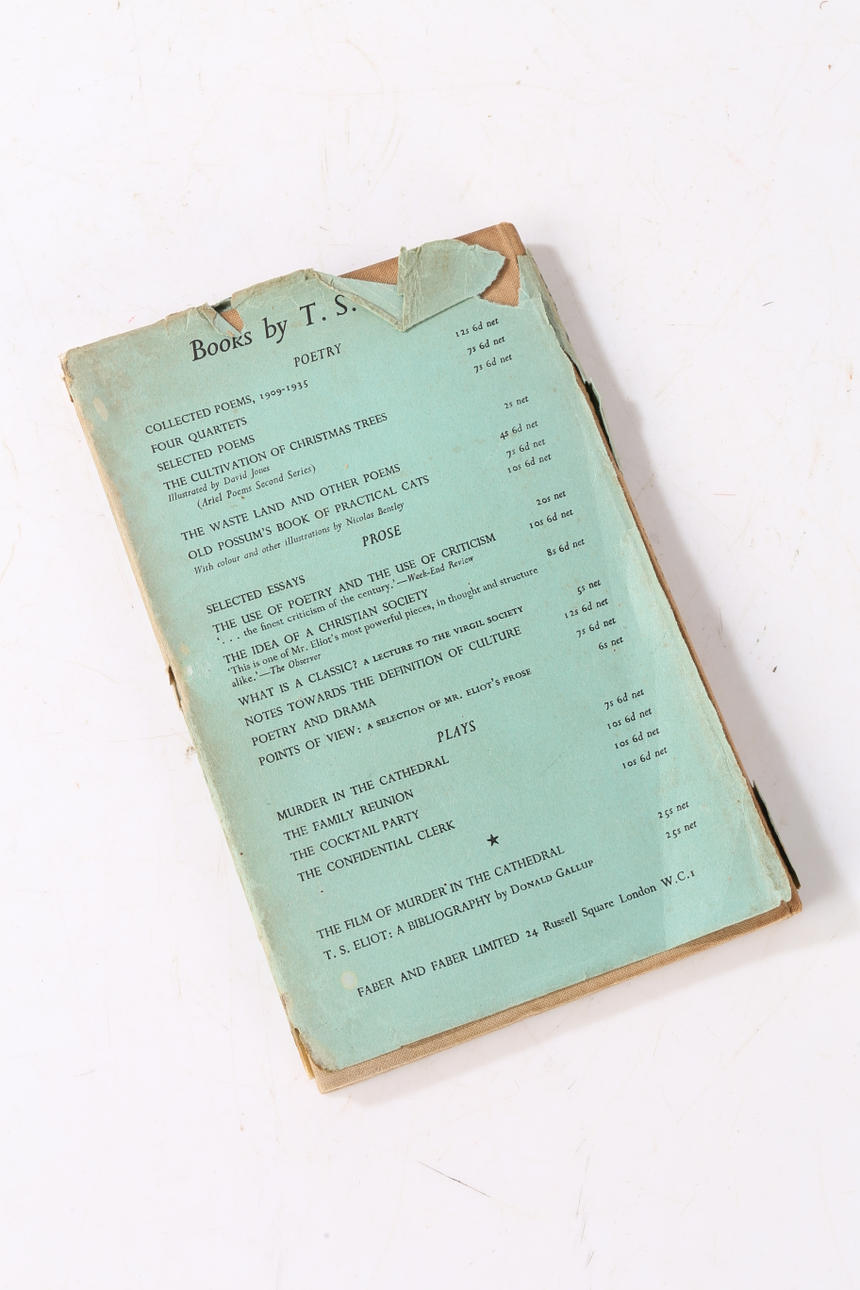 Books by T. S.
POETRY
COLLECTED POEMS, 1909-1935 12s 6d net
FOUR QUARTETS 7s 6d net
SELECTED POEMS 7s 6d net
THE CULTIVATION OF CHRISTMAS TREES
Illustrated by David Jones
(Ariel Poems Second Series) 2s net
THE WASTE LAND AND OTHER POEMS 4s 6d net
OLD POSSUM'S BOOK OF PRACTICAL CATS 7s 6d net
With colour and other illustrations by Nicolas Bentley 10s 6d net
PROSE
SELECTED ESSAYS 20s net
THE USE OF POETRY AND THE USE OF CRITICISM 10s 6d net
'. . . the finest criticism of the century.'—Week-End Review
THE IDEA OF A CHRISTIAN SOCIETY 8s 6d net
'This is one of Mr. Eliot's most powerful pieces, in thought and structure
alike.'—The Observer
WHAT IS A CLASSIC? A LECTURE TO THE VIRGIL SOCIETY 5s net
NOTES TOWARDS THE DEFINITION OF CULTURE 12s 6d net
POETRY AND DRAMA 7s 6d net
POINTS OF VIEW: A SELECTION OF MR. ELIOT'S PROSE 6s net
PLAYS
MURDER IN THE CATHEDRAL 7s 6d net
THE FAMILY REUNION 10s 6d net
THE COCKTAIL PARTY 10s 6d net
THE CONFIDENTIAL CLERK 10s 6d net
THE FILM OF MURDER IN THE CATHEDRAL 25s net
T. S. ELIOT: A BIBLIOGRAPHY by DONALD GALLUP 25s net
FABER AND FABER LIMITED 24 Russell Square London W.C.1